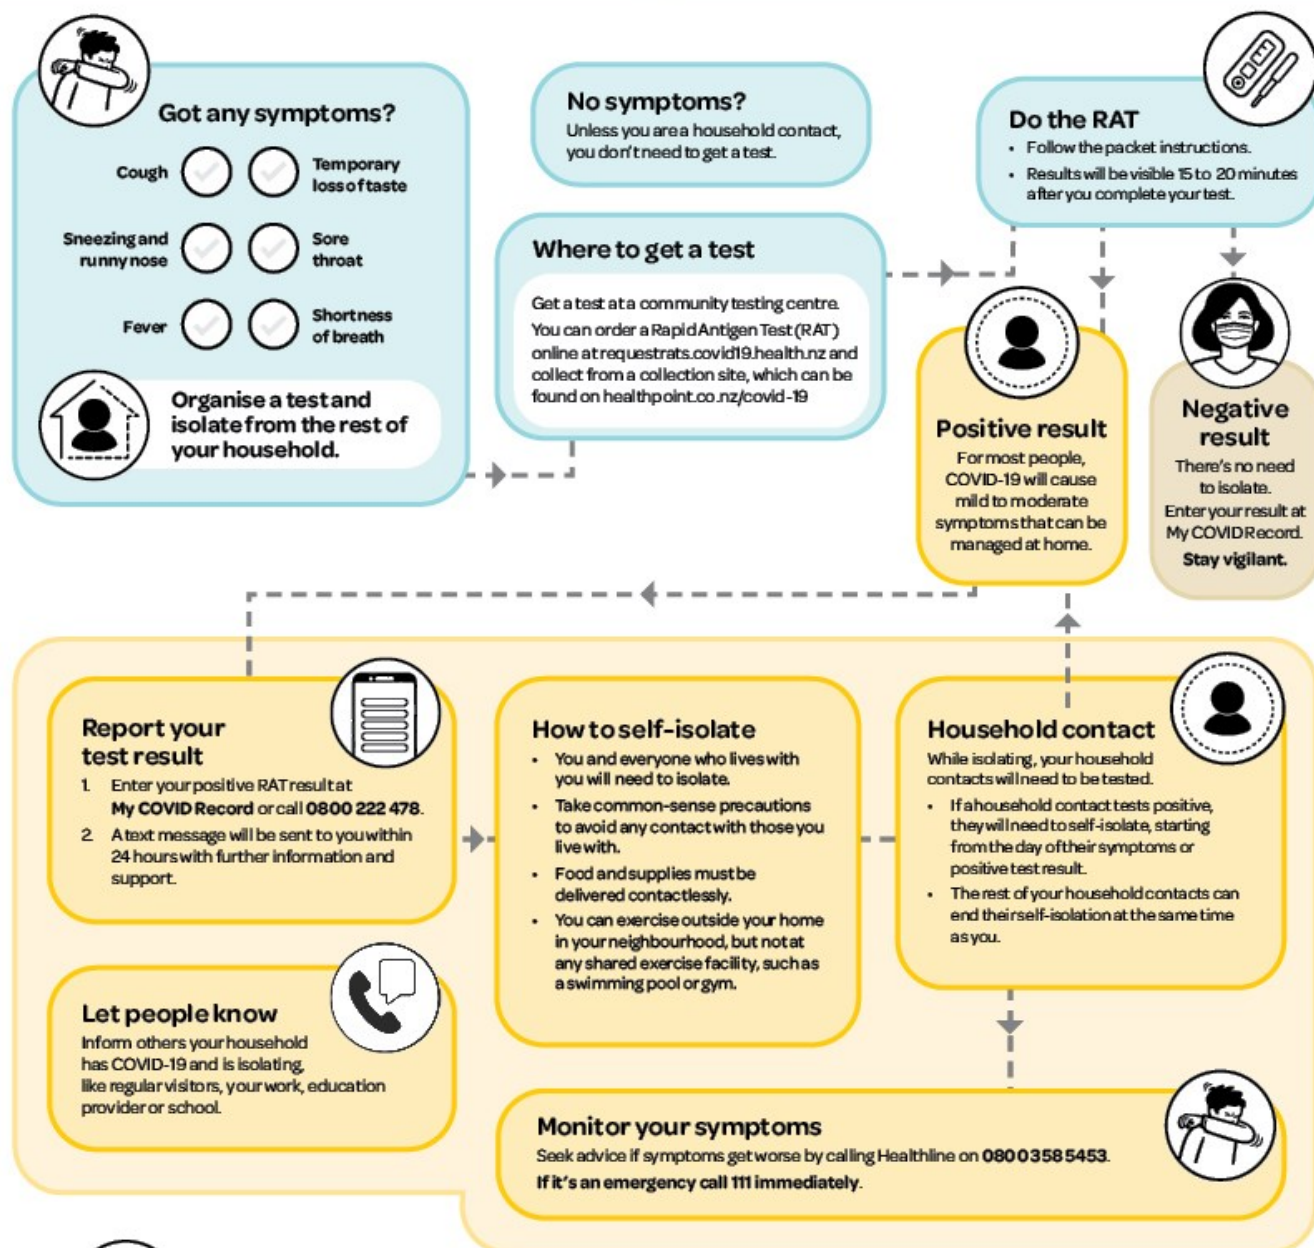 Got any symptoms?
Cough
Temporary
loss of taste
Sneezing and
runny nose
Sore
throat
Fever
Shortness
of breath
Organise a test and
isolate from the rest of
your household.
No symptoms?
Unless you are a household contact,
you don't need to get a test.
Where to get a test
Get a test at a community testing centre.
You can order a Rapid Antigen Test (RAT)
online at requestrats.covid19.health.nz and
collect from a collection site, which can be
found on healthpoint.co.nz/covid-19
Do the RAT
• Follow the packet instructions.
• Results will be visible 15 to 20 minutes
after you complete your test.
Positive result
For most people,
COVID-19 will cause
mild to moderate
symptoms that can be
managed at home.
Negative
result
There's no need
to isolate.
Enter your result at
My COVID Record.
Stay vigilant.
Report your
test result
1. Enter your positive RAT result at
My COVID Record or call 0800 222 478.
2. A text message will be sent to you within
24 hours with further information and
support.
Let people know
Inform others your household
has COVID-19 and is isolating,
like regular visitors, your work, education
provider or school.
How to self-isolate
• You and everyone who lives with
you will need to isolate.
• Take common-sense precautions
to avoid any contact with those you
live with.
• Food and supplies must be
delivered contactlessly.
• You can exercise outside your home
in your neighbourhood, but not at
any shared exercise facility, such as
a swimming pool or gym.
Household contact
While isolating, your household
contacts will need to be tested.
• If a household contact tests positive,
they will need to self-isolate, starting
from the day of their symptoms or
positive test result.
• The rest of your household contacts can
end their self-isolation at the same time
as you.
Monitor your symptoms
Seek advice if symptoms get worse by calling Healthline on 0800 358 5453.
If it's an emergency call 111 immediately.